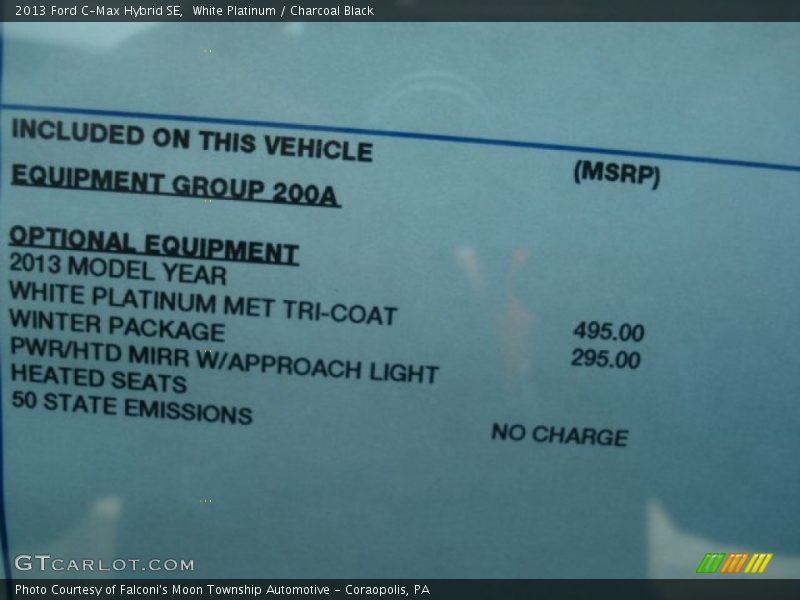 2013 Ford C-Max Hybrid SE, White Platinum / Charcoal Black
INCLUDED ON THIS VEHICLE
(MSRP)
EQUIPMENT GROUP 200A
OPTIONAL EQUIPMENT
2013 MODEL YEAR
WHITE PLATINUM MET TRI-COAT 495.00
WINTER PACKAGE 295.00
PWR/HTD MIRR W/APPROACH LIGHT
HEATED SEATS
50 STATE EMISSIONS NO CHARGE
GTCARLOT.COM
Photo Courtesy of Falconi's Moon Township Automotive - Coraopolis, PA